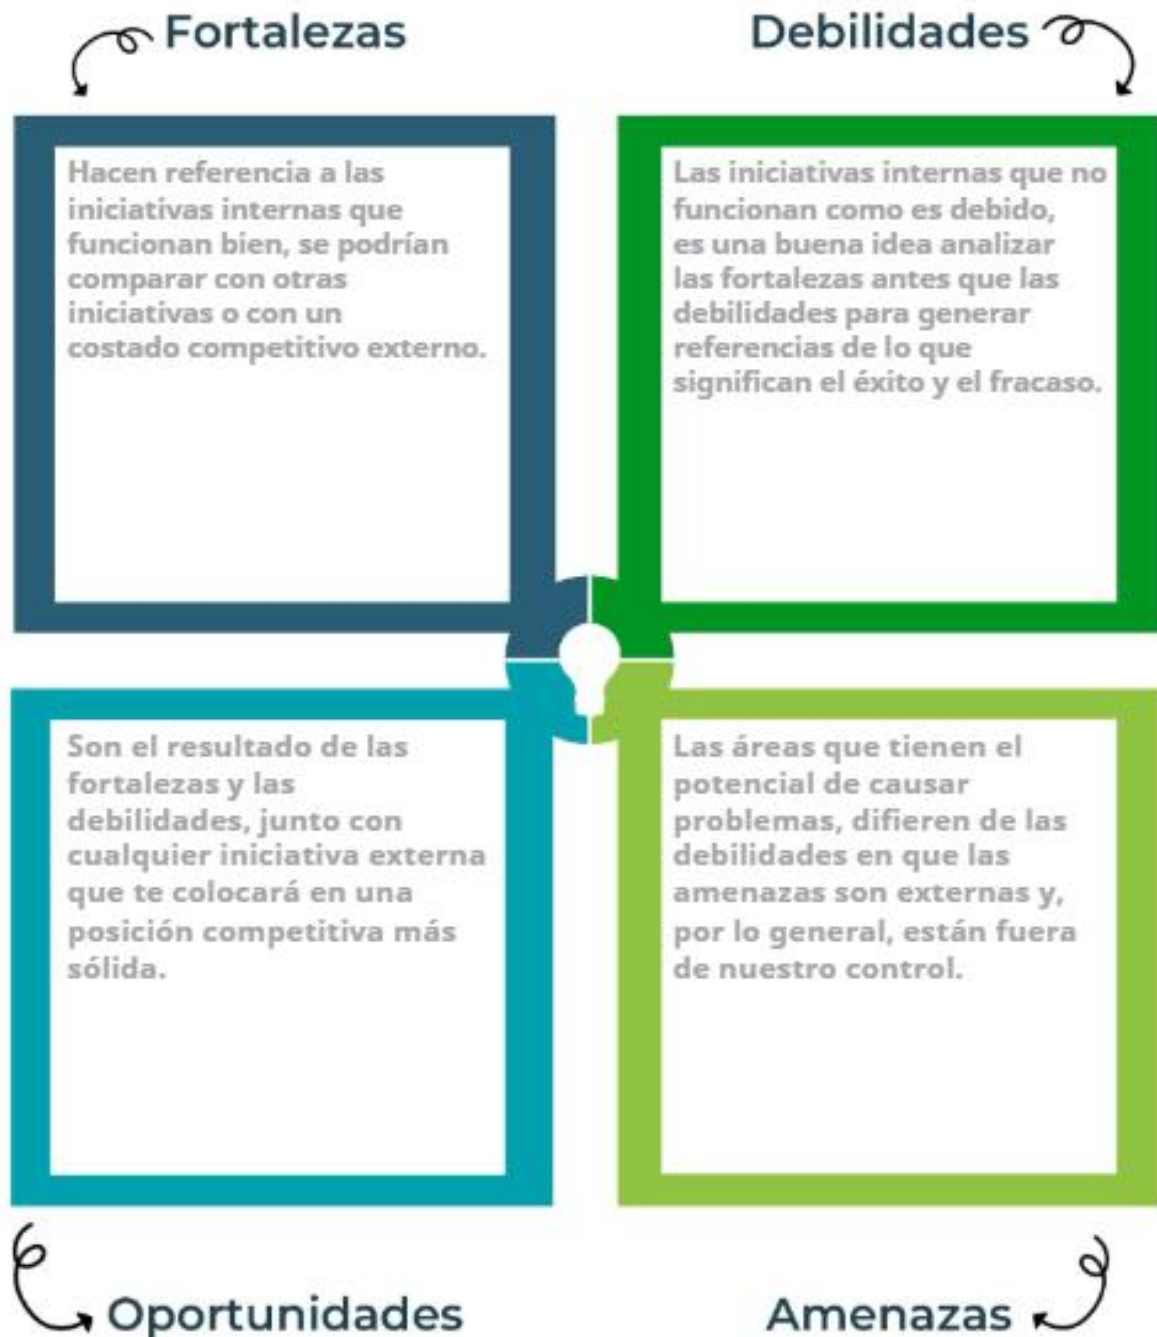 Fortalezas
Hacen referencia a las
iniciativas internas que
funcionan bien, se podrían
comparar con otras
iniciativas o con un
costado competitivo externo.
Debilidades
Las iniciativas internas que no
funcionan como es debido,
es una buena idea analizar
las fortalezas antes que las
debilidades para generar
referencias de lo que
significan el éxito y el fracaso.
Son el resultado de las
fortalezas y las
debilidades, junto con
cualquier iniciativa externa
que te colocará en una
posición competitiva más
sólida.
Oportunidades
Las áreas que tienen el
potencial de causar
problemas, difieren de las
debilidades en que las
amenazas son externas y,
por lo general, están fuera
de nuestro control.
Amenazas